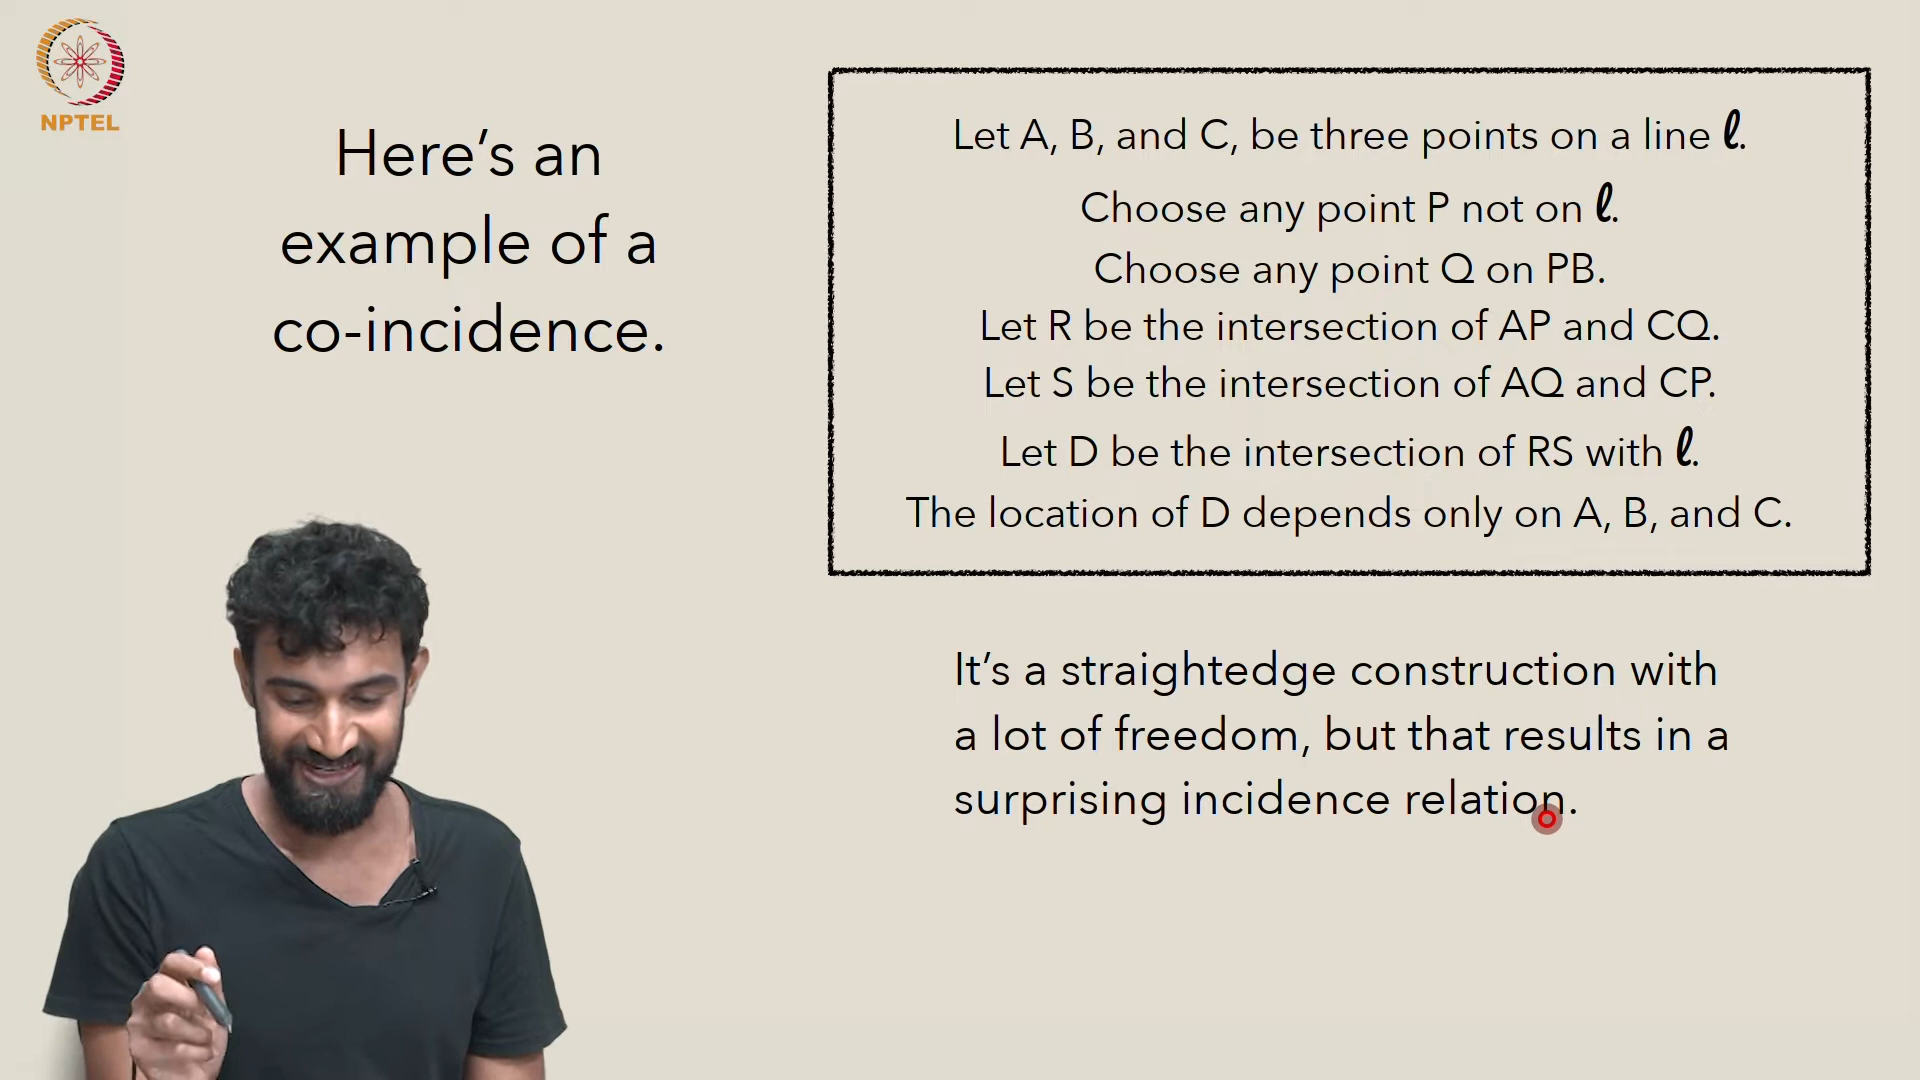 NPTEL
Here’s an
example of a
co-incidence.
Let A, B, and C, be three points on a line ℓ.
Choose any point P not on ℓ.
Choose any point Q on PB.
Let R be the intersection of AP and CQ.
Let S be the intersection of AQ and CP.
Let D be the intersection of RS with ℓ.
The location of D depends only on A, B, and C.
It’s a straightedge construction with
a lot of freedom, but that results in a
surprising incidence relation.